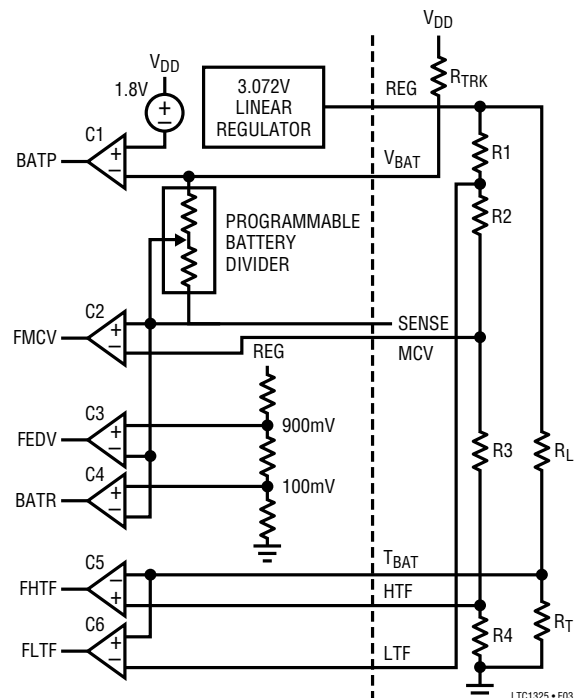 VDD
VDD
1.8V
+
−
3.072V
LINEAR
REGULATOR
REG
RTRK
C1
BATP
+
−
VBAT
R1
R2
PROGRAMMABLE
BATTERY
DIVIDER
C2
FMCV
+
−
SENSE
MCV
REG
C3
FEDV
+
−
900mV
R3
RL
C4
BATR
+
−
100mV
C5
FHTF
−
+
TBAT
HTF
C6
FLTF
+
−
LTF
R4
RT
LTC1325 • F03